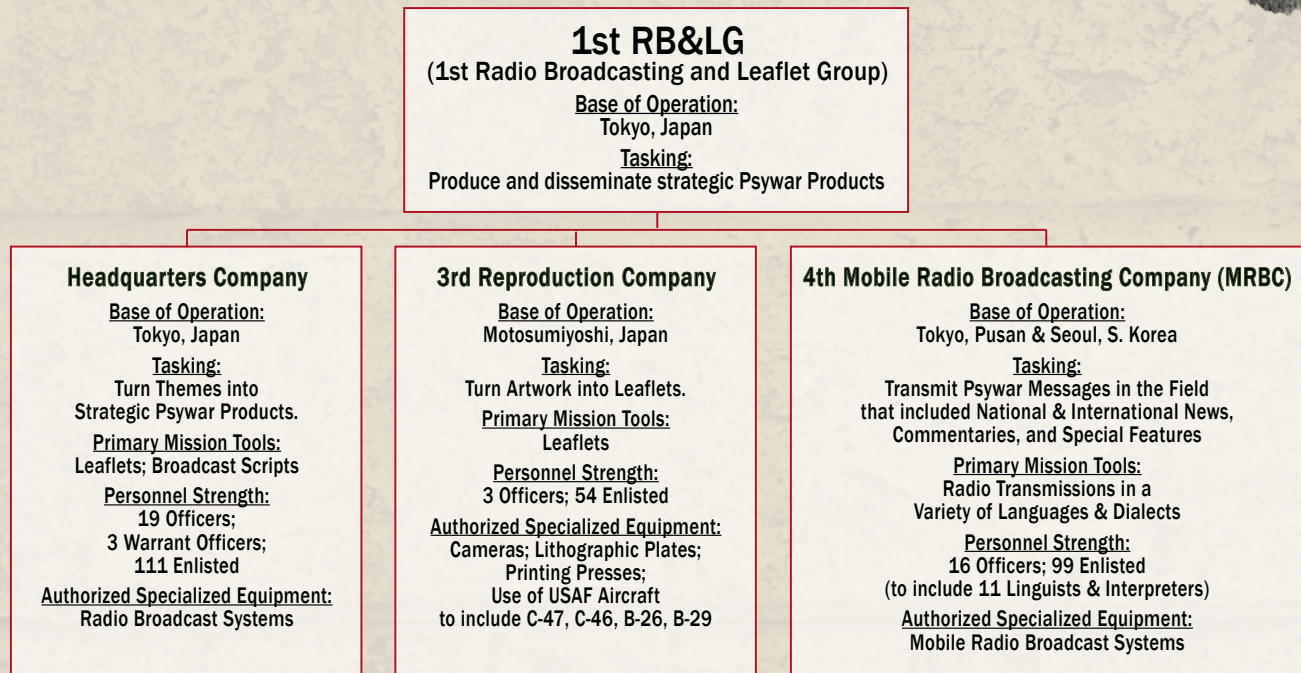 1st RB&LG
(1st Radio Broadcasting and Leaflet Group)
Base of Operation:
Tokyo, Japan
Tasking:
Produce and disseminate strategic Psywar Products
Headquarters Company
Base of Operation:
Tokyo, Japan
Tasking:
Turn Themes into
Strategic Psywar Products.
Primary Mission Tools:
Leaflets; Broadcast Scripts
Personnel Strength:
19 Officers;
3 Warrant Officers;
111 Enlisted
Authorized Specialized Equipment:
Radio Broadcast Systems
3rd Reproduction Company
Base of Operation:
Motosumiyoshi, Japan
Tasking:
Turn Artwork into Leaflets.
Primary Mission Tools:
Leaflets
Personnel Strength:
3 Officers; 54 Enlisted
Authorized Specialized Equipment:
Cameras; Lithographic Plates;
Printing Presses;
Use of USAF Aircraft
to include C-47, C-46, B-26, B-29
4th Mobile Radio Broadcasting Company (MRBC)
Base of Operation:
Tokyo, Pusan & Seoul, S. Korea
Tasking:
Transmit Psywar Messages in the Field
that included National & International News,
Commentaries, and Special Features
Primary Mission Tools:
Radio Transmissions in a
Variety of Languages & Dialects
Personnel Strength:
16 Officers; 99 Enlisted
(to include 11 Linguists & Interpreters)
Authorized Specialized Equipment:
Mobile Radio Broadcast Systems